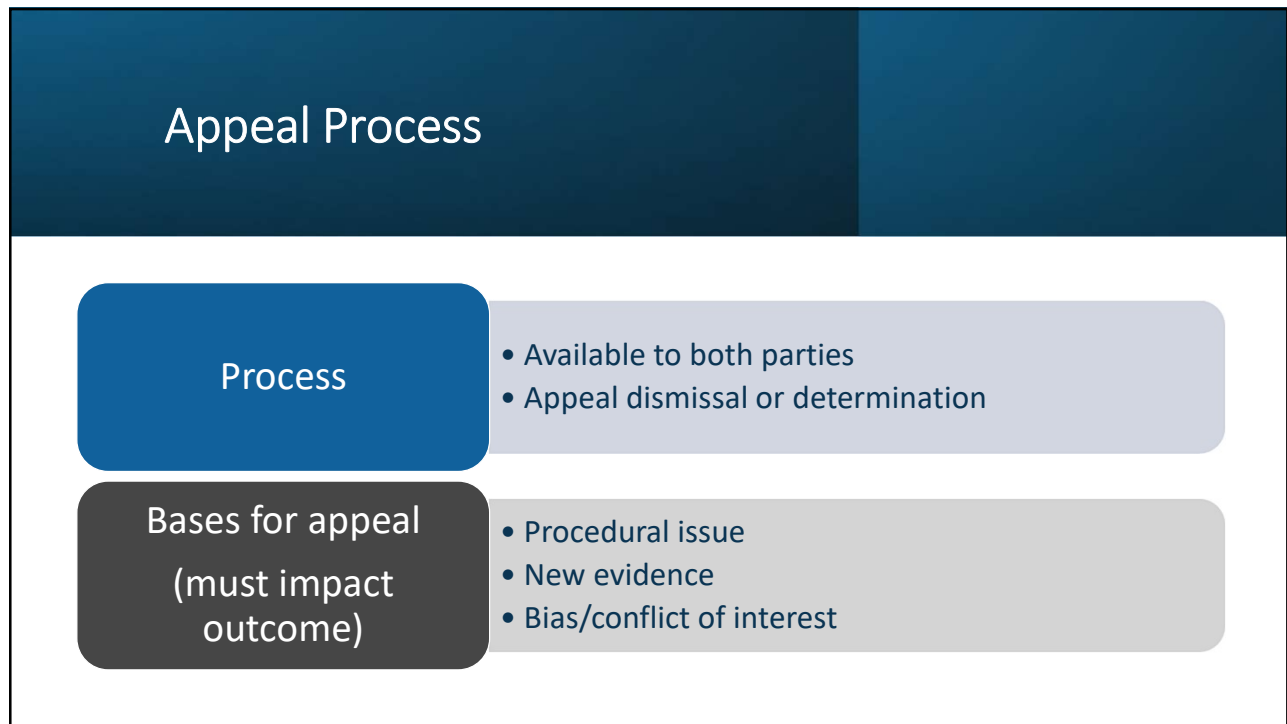 Appeal Process
Process
• Available to both parties
• Appeal dismissal or determination
Bases for appeal
(must impact
outcome)
• Procedural issue
• New evidence
• Bias/conflict of interest